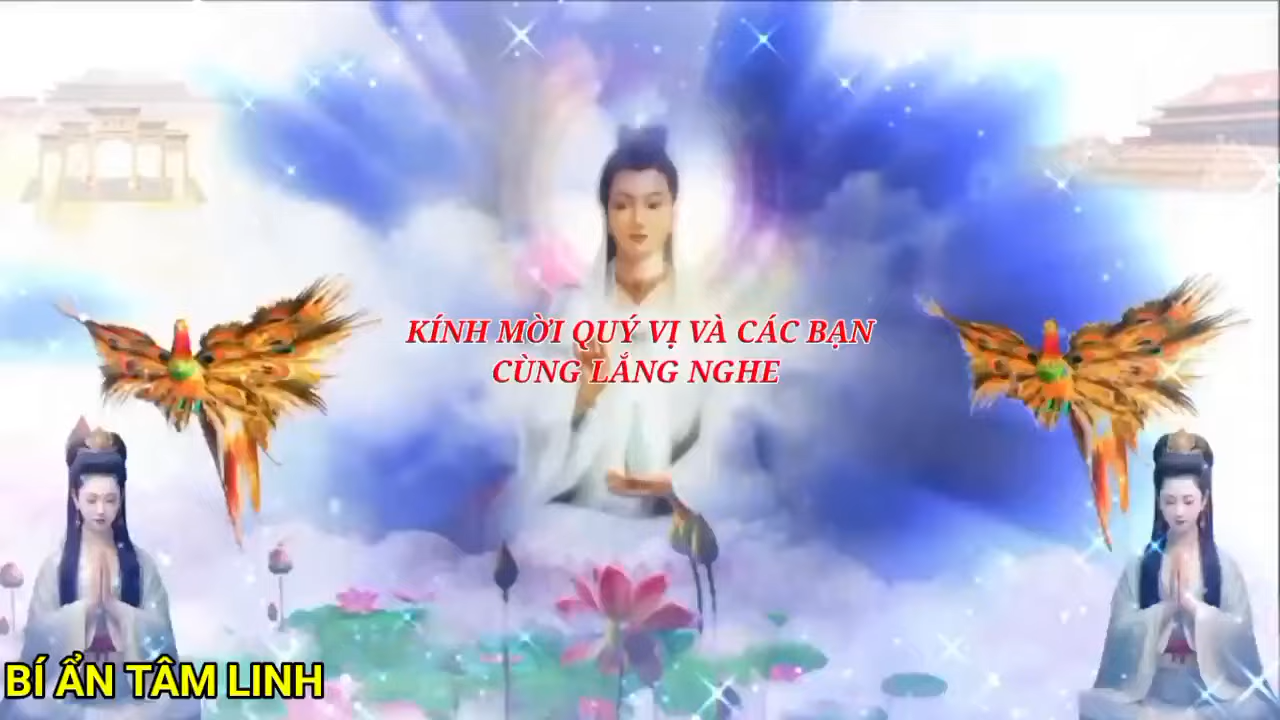 KÍNH MỜI QUÝ VỊ VÀ CÁC BẠN
CÙNG LẮNG NGHE
BÍ ẨN TÂM LINH